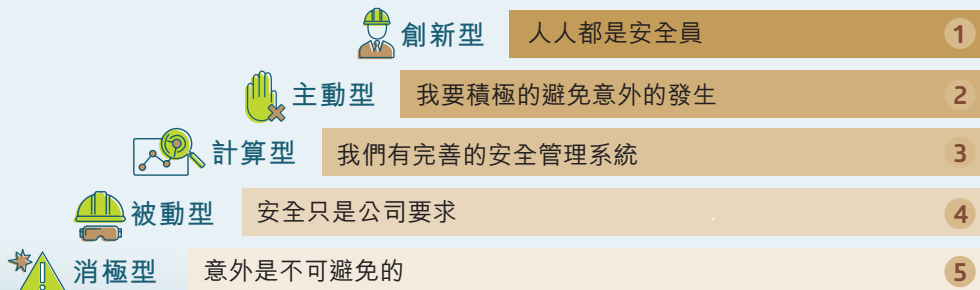 創新型 人人都是安全員 1
主動型 我要積極的避免意外的發生 2
計算型 我們有完善的安全管理系統 3
被動型 安全只是公司要求 4
消極型 意外是不可避免的 5